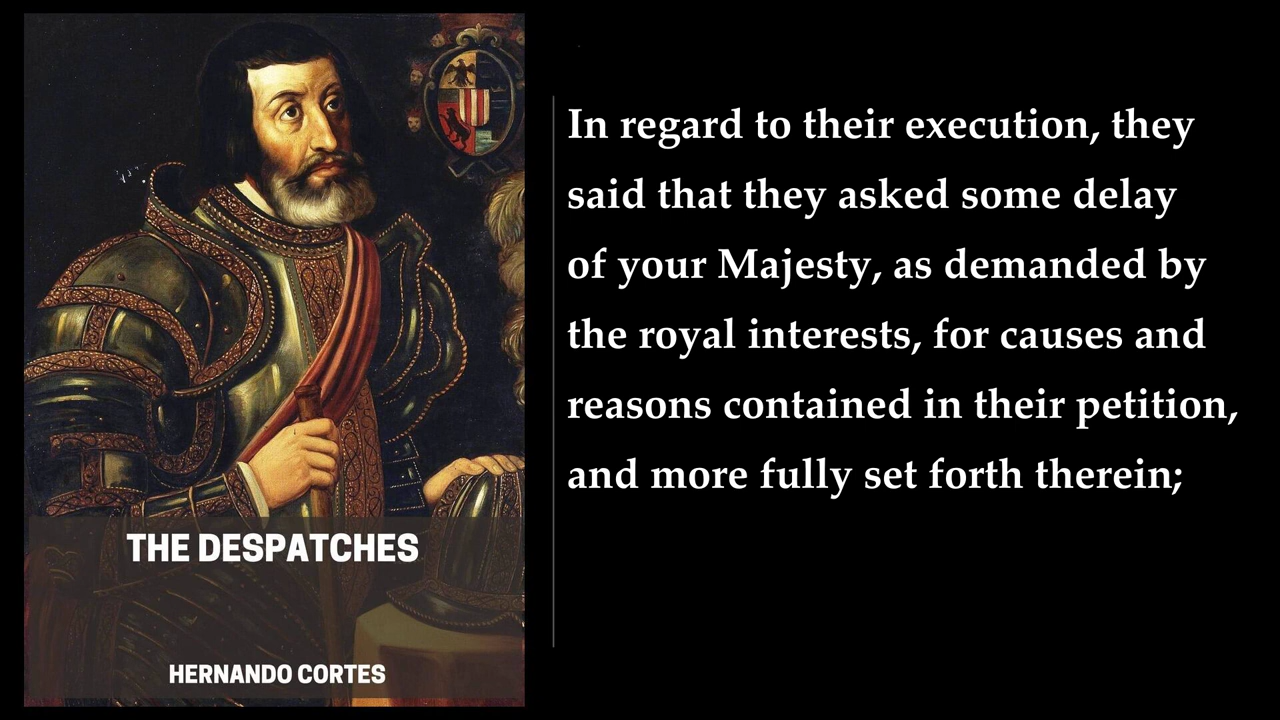 THE DESPATCHES
HERNANDO CORTES
In regard to their execution, they
said that they asked some delay
of your Majesty, as demanded by
the royal interests, for causes and
reasons contained in their petition,
and more fully set forth therein;